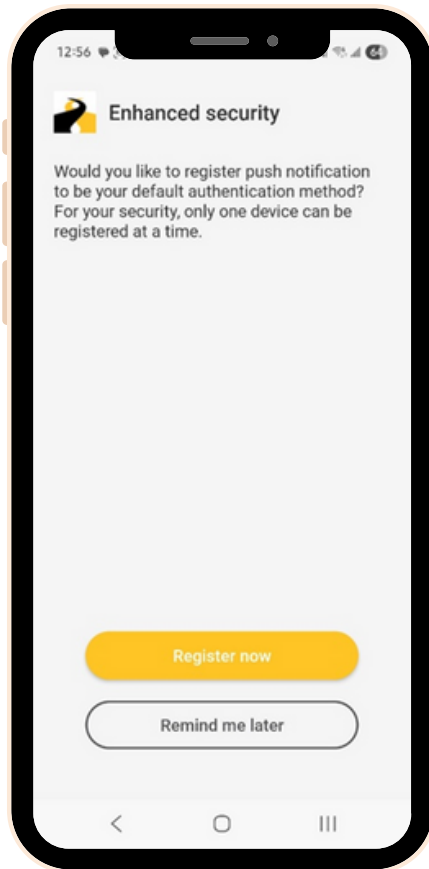 12:56
64
Enhanced security
Would you like to register push notification
to be your default authentication method?
For your security, only one device can be
registered at a time.
Register now
Remind me later